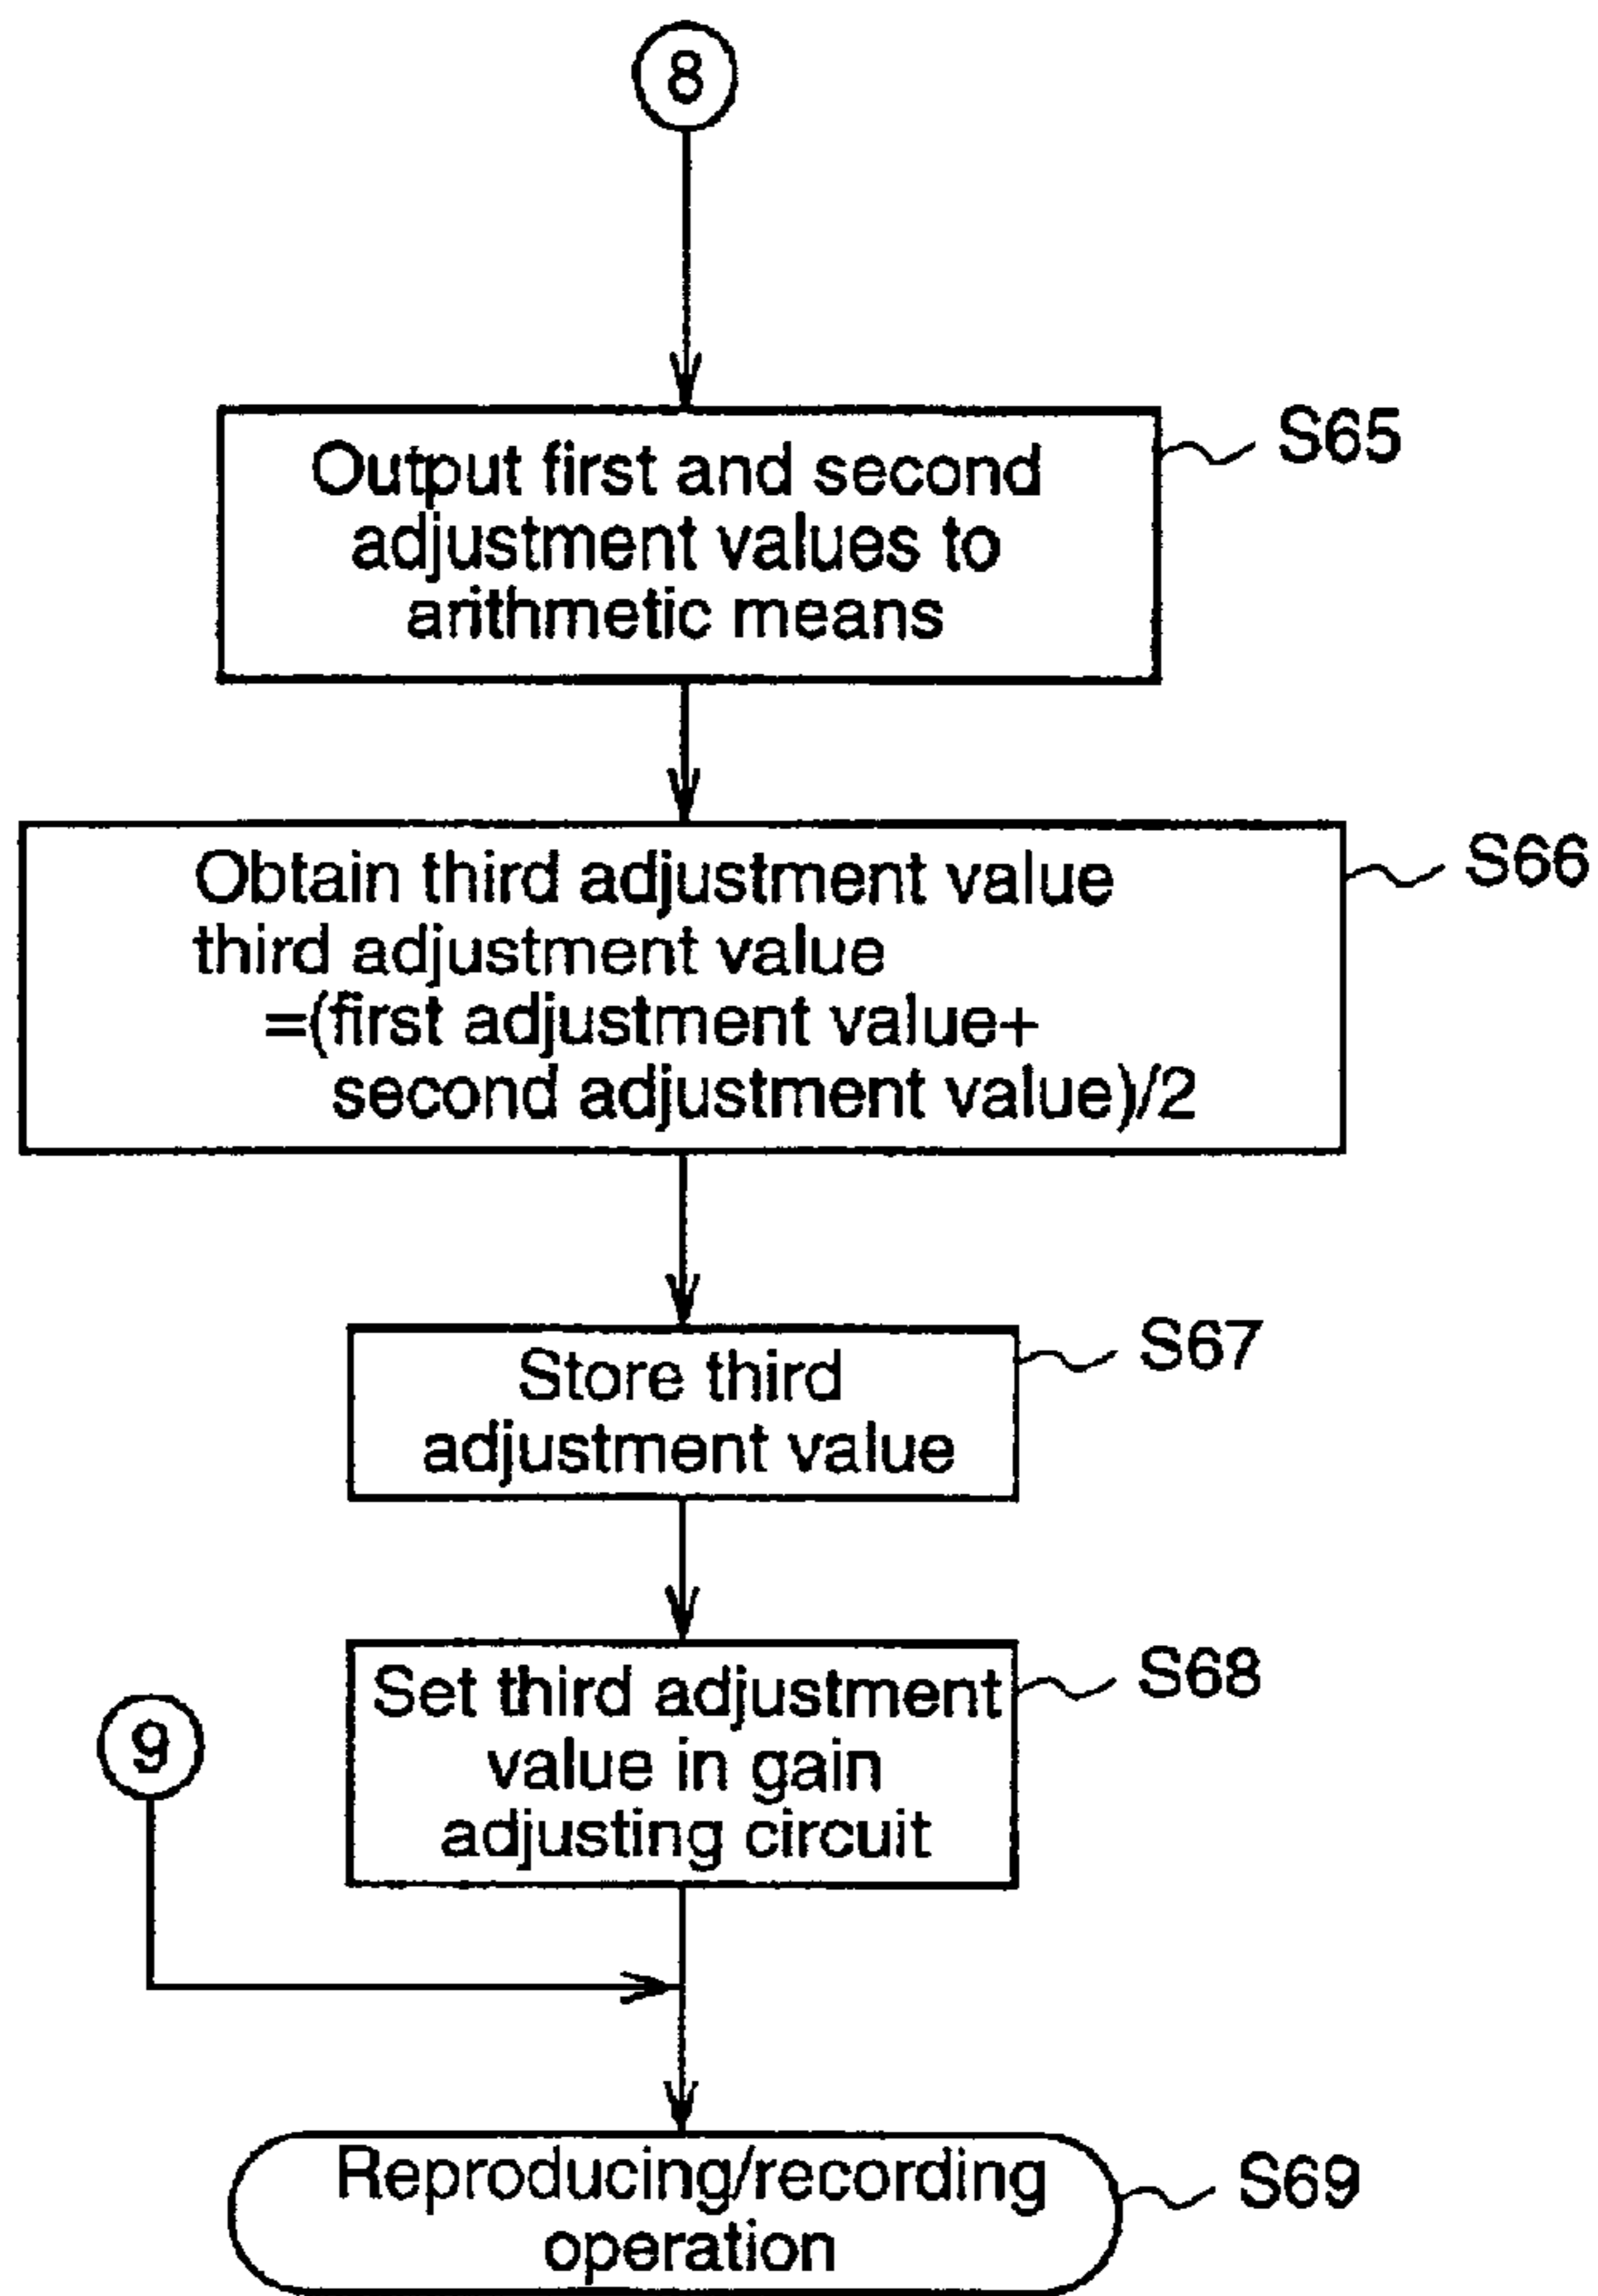 8
Output first and second
adjustment values to
arithmetic means
S65
Obtain third adjustment value
third adjustment value
=(first adjustment value+
second adjustment value)/2
S66
Store third
adjustment value
S67
Set third adjustment
value in gain
adjusting circuit
S68
9
Reproducing/recording
operation
S69